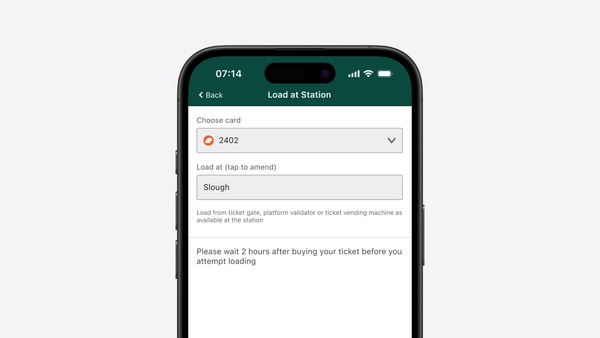 07:14
Back
Load at Station
Choose card
2402
Load at (tap to amend)
Slough
Load from ticket gate, platform validator or ticket vending machine as
available at the station
Please wait 2 hours after buying your ticket before you
attempt loading